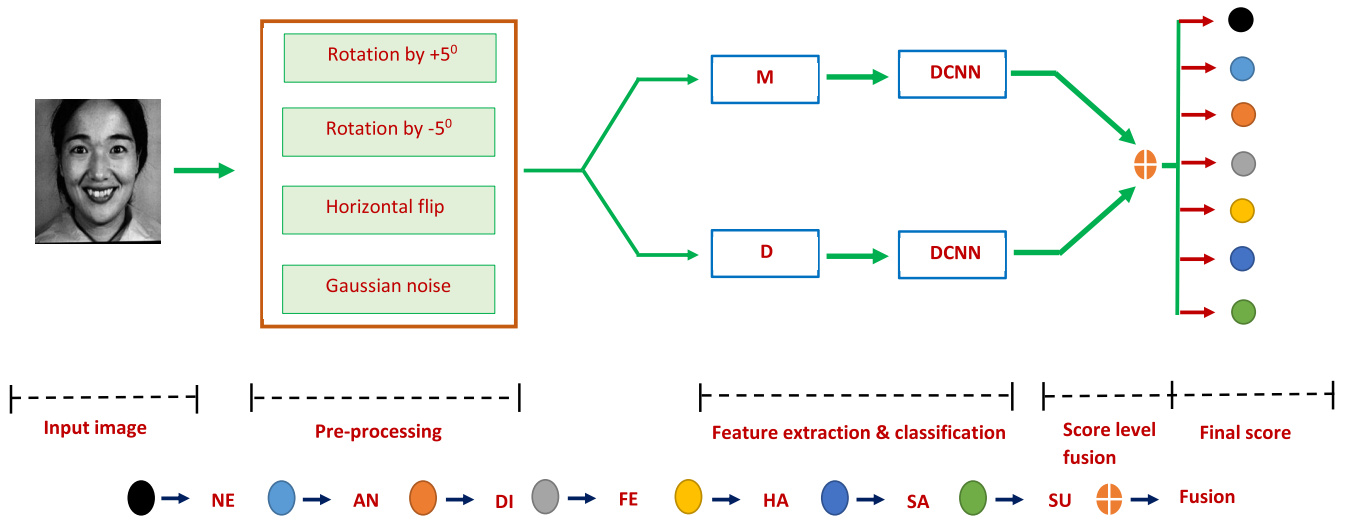 Rotation by +5⁰
Rotation by -5⁰
Horizontal flip
Gaussian noise
M
DCNN
D
DCNN
Input image
Pre-processing
Feature extraction & classification
Score level
fusion
Final score
NE AN DI FE HA SA SU Fusion